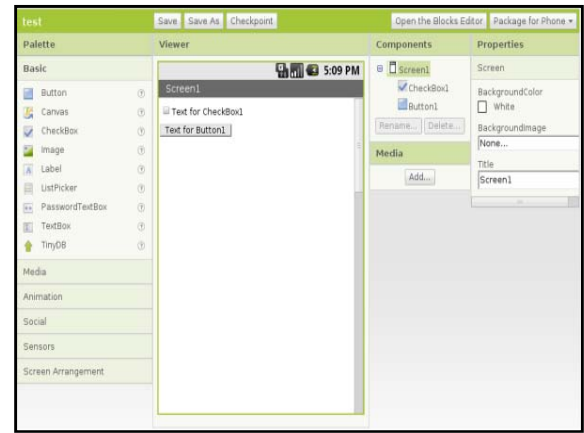 test
Save
Save As
Checkpoint
Open the Blocks Editor
Package for Phone
Palette
Basic
Button
Canvas
CheckBox
Image
Label
ListPicker
PasswordTextBox
TextBox
TinyDB
Media
Animation
Social
Sensors
Screen Arrangement
Viewer
5:09 PM
Screen1
Text for CheckBox1
Text for Button1
Components
Screen1
CheckBox1
Button1
Rename...
Delete...
Media
Add...
Properties
Screen
BackgroundColor
White
BackgroundImage
None...
Title
Screen1